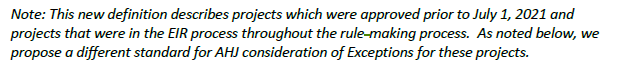 Note: This new definition describes projects which were approved prior to July 1, 2021 and
projects that were in the EIR process throughout the rule-making process.  As noted below, we
propose a different standard for AHJ consideration of Exceptions for these projects.